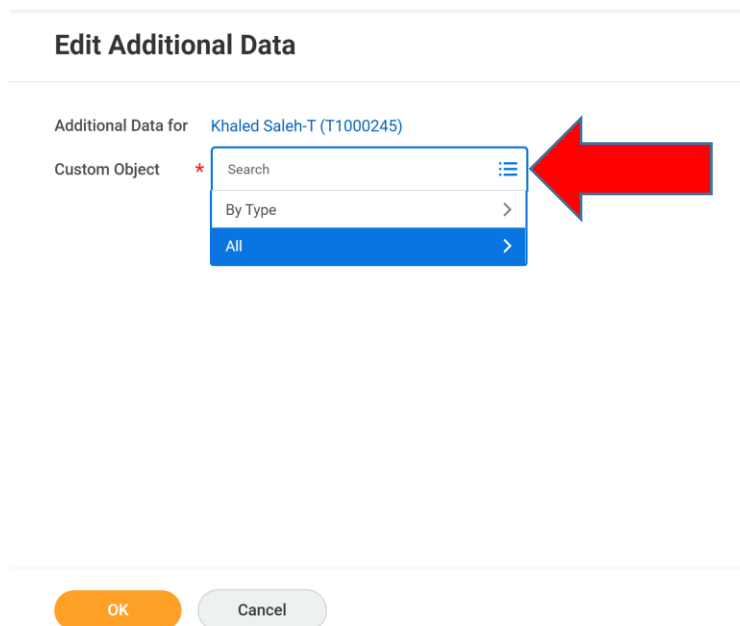 Edit Additional Data
Additional Data for Khaled Saleh-T (T1000245)
Custom Object * Search
By Type
All
OK Cancel